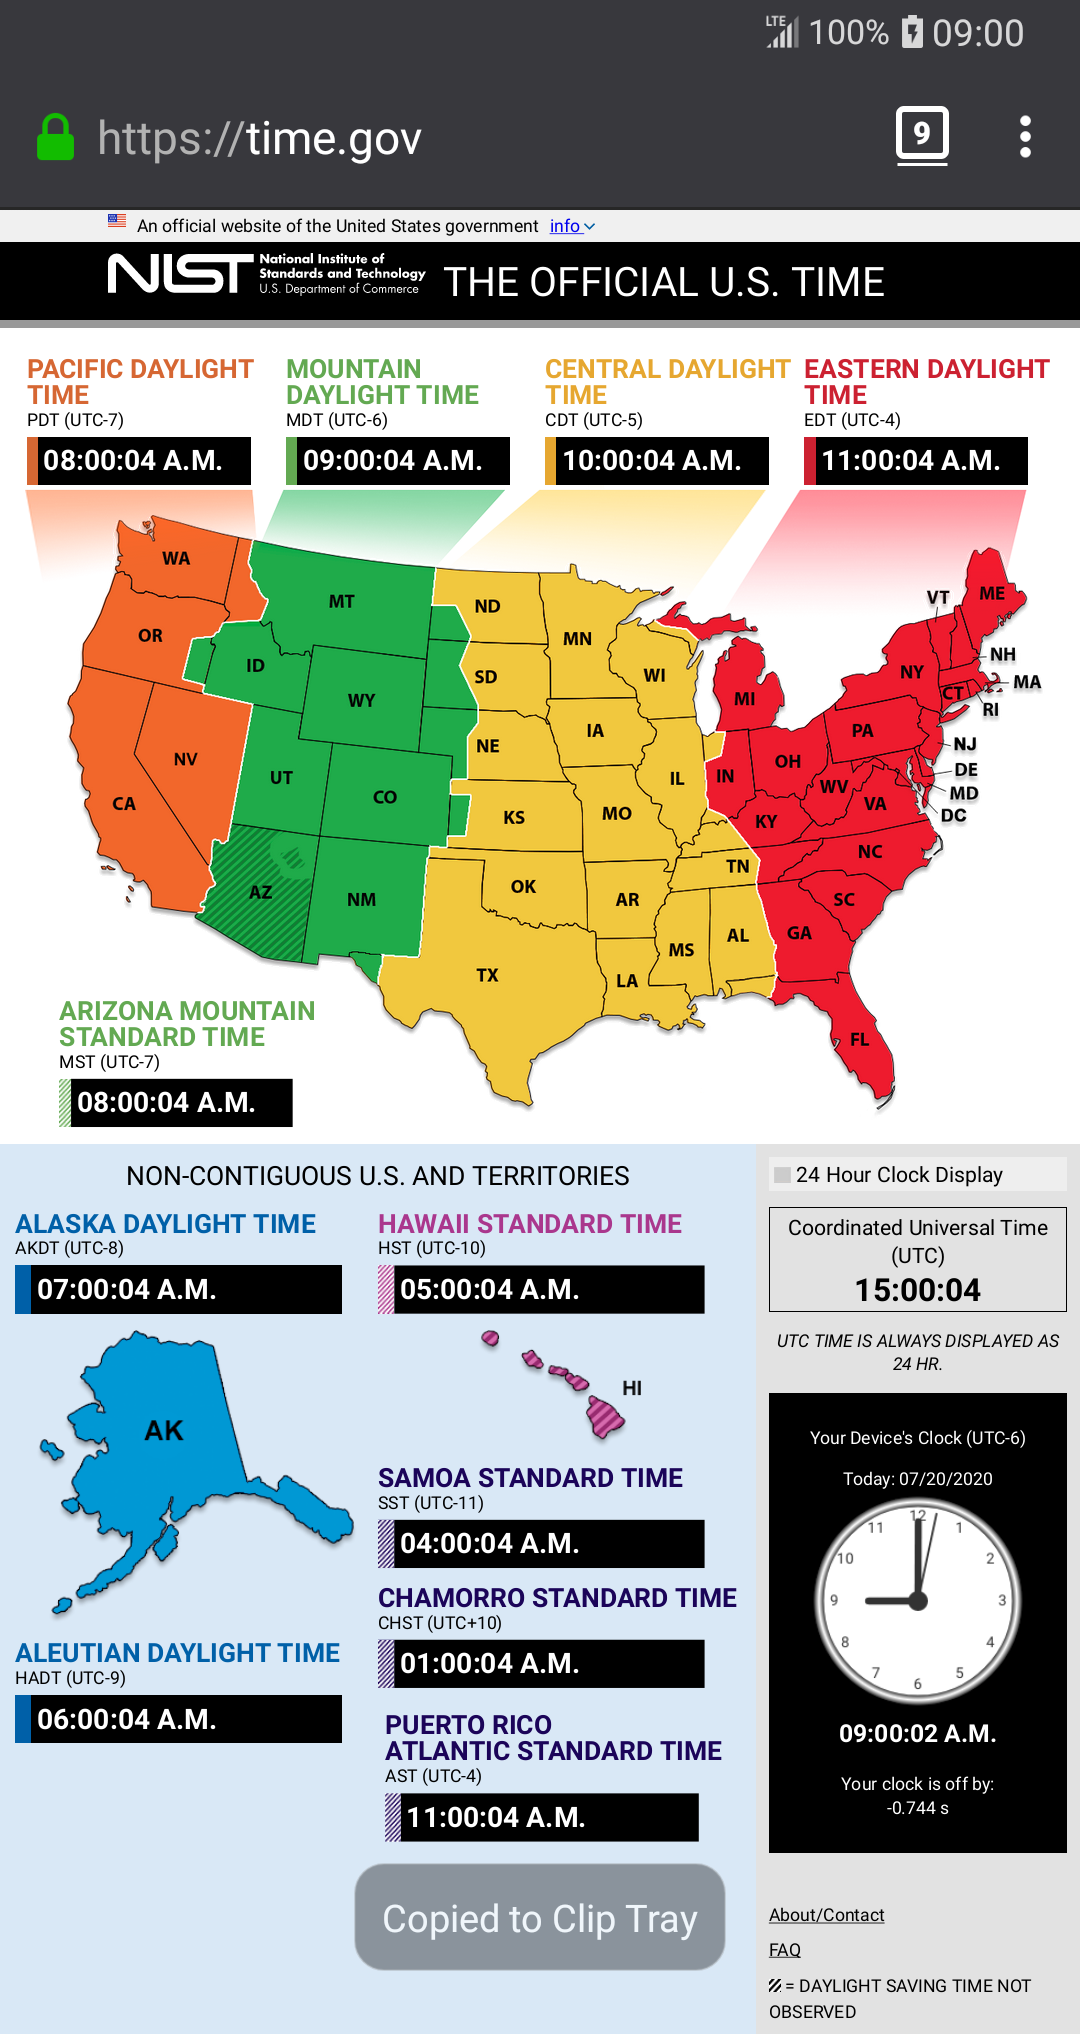 LTE 100% 09:00
https://time.gov 9
An official website of the United States government info
NIST National Institute of Standards and Technology U.S. Department of Commerce THE OFFICIAL U.S. TIME
PACIFIC DAYLIGHT
TIME
PDT (UTC-7)
08:00:04 A.M.
MOUNTAIN
DAYLIGHT TIME
MDT (UTC-6)
09:00:04 A.M.
CENTRAL DAYLIGHT
TIME
CDT (UTC-5)
10:00:04 A.M.
EASTERN DAYLIGHT
TIME
EDT (UTC-4)
11:00:04 A.M.
WA
OR
CA
NV
MT
ID
WY
UT
CO
AZ
NM
ND
SD
NE
KS
OK
TX
MN
IA
MO
AR
LA
WI
IL
MS
TN
AL
MI
IN
OH
KY
WV
VA
NC
SC
GA
FL
PA
NY
VT
ME
NH
MA
CT
RI
NJ
DE
MD
DC
ARIZONA MOUNTAIN
STANDARD TIME
MST (UTC-7)
08:00:04 A.M.
NON-CONTIGUOUS U.S. AND TERRITORIES
ALASKA DAYLIGHT TIME
AKDT (UTC-8)
07:00:04 A.M.
AK
ALEUTIAN DAYLIGHT TIME
HADT (UTC-9)
06:00:04 A.M.
HAWAII STANDARD TIME
HST (UTC-10)
05:00:04 A.M.
HI
SAMOA STANDARD TIME
SST (UTC-11)
04:00:04 A.M.
CHAMORRO STANDARD TIME
CHST (UTC+10)
01:00:04 A.M.
PUERTO RICO
ATLANTIC STANDARD TIME
AST (UTC-4)
11:00:04 A.M.
Copied to Clip Tray
24 Hour Clock Display
Coordinated Universal Time
(UTC)
15:00:04
UTC TIME IS ALWAYS DISPLAYED AS
24 HR.
Your Device's Clock (UTC-6)
Today: 07/20/2020
12
1
2
3
4
5
6
7
8
9
10
11
09:00:02 A.M.
Your clock is off by:
-0.744 s
About/Contact
FAQ
= DAYLIGHT SAVING TIME NOT
OBSERVED